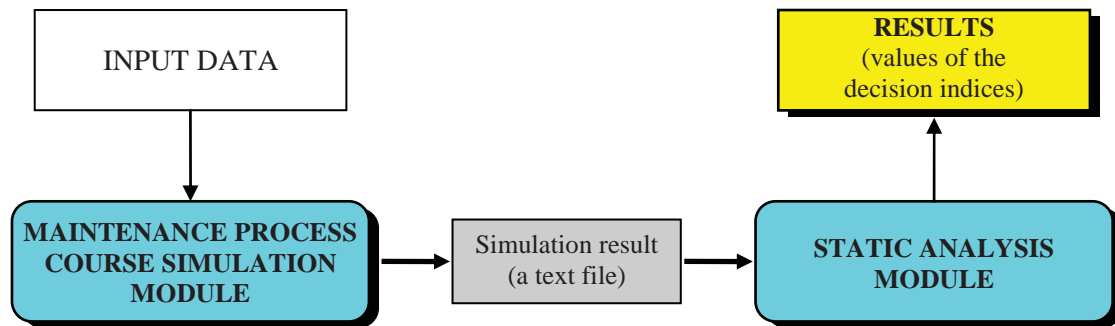 INPUT DATA
RESULTS
(values of the
decision indices)
MAINTENANCE PROCESS
COURSE SIMULATION
MODULE
Simulation result
(a text file)
STATIC ANALYSIS
MODULE